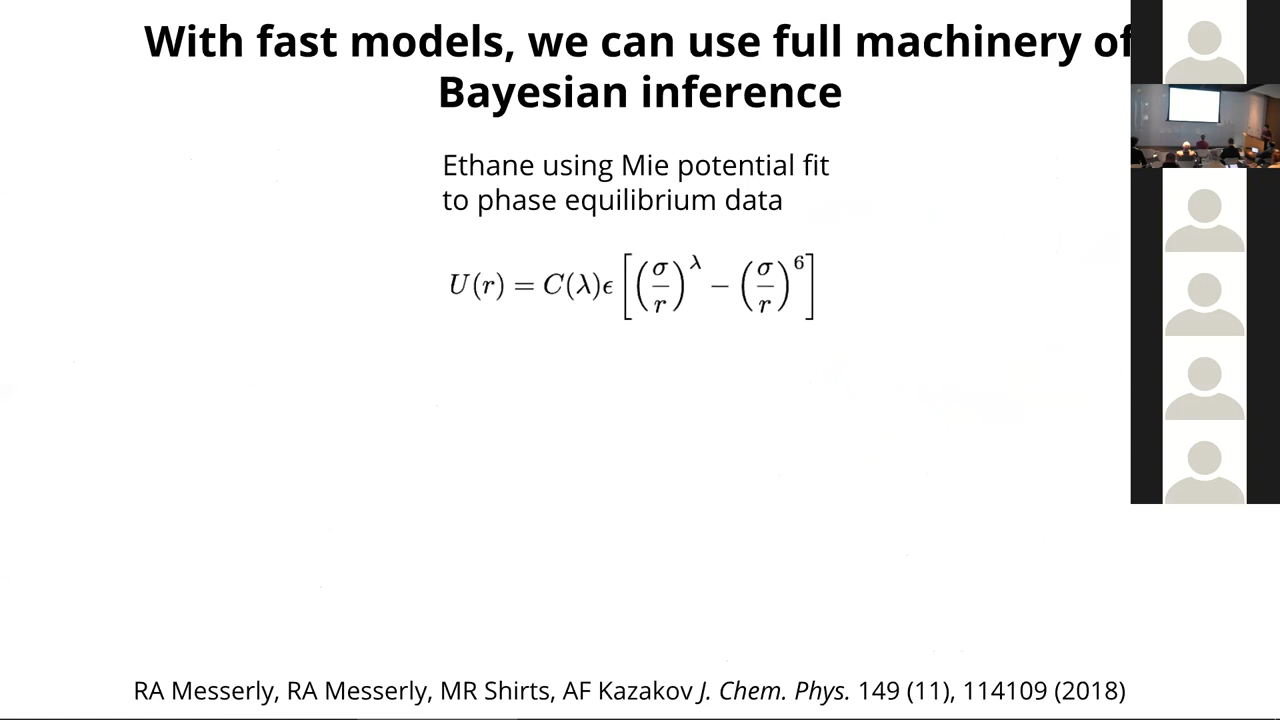 With fast models, we can use full machinery of
Bayesian inference
Ethane using Mie potential fit
to phase equilibrium data
U(r) = C(λ)ϵ [(σ/r)^λ − (σ/r)^6]
RA Messerly, RA Messerly, MR Shirts, AF Kazakov J. Chem. Phys. 149 (11), 114109 (2018)